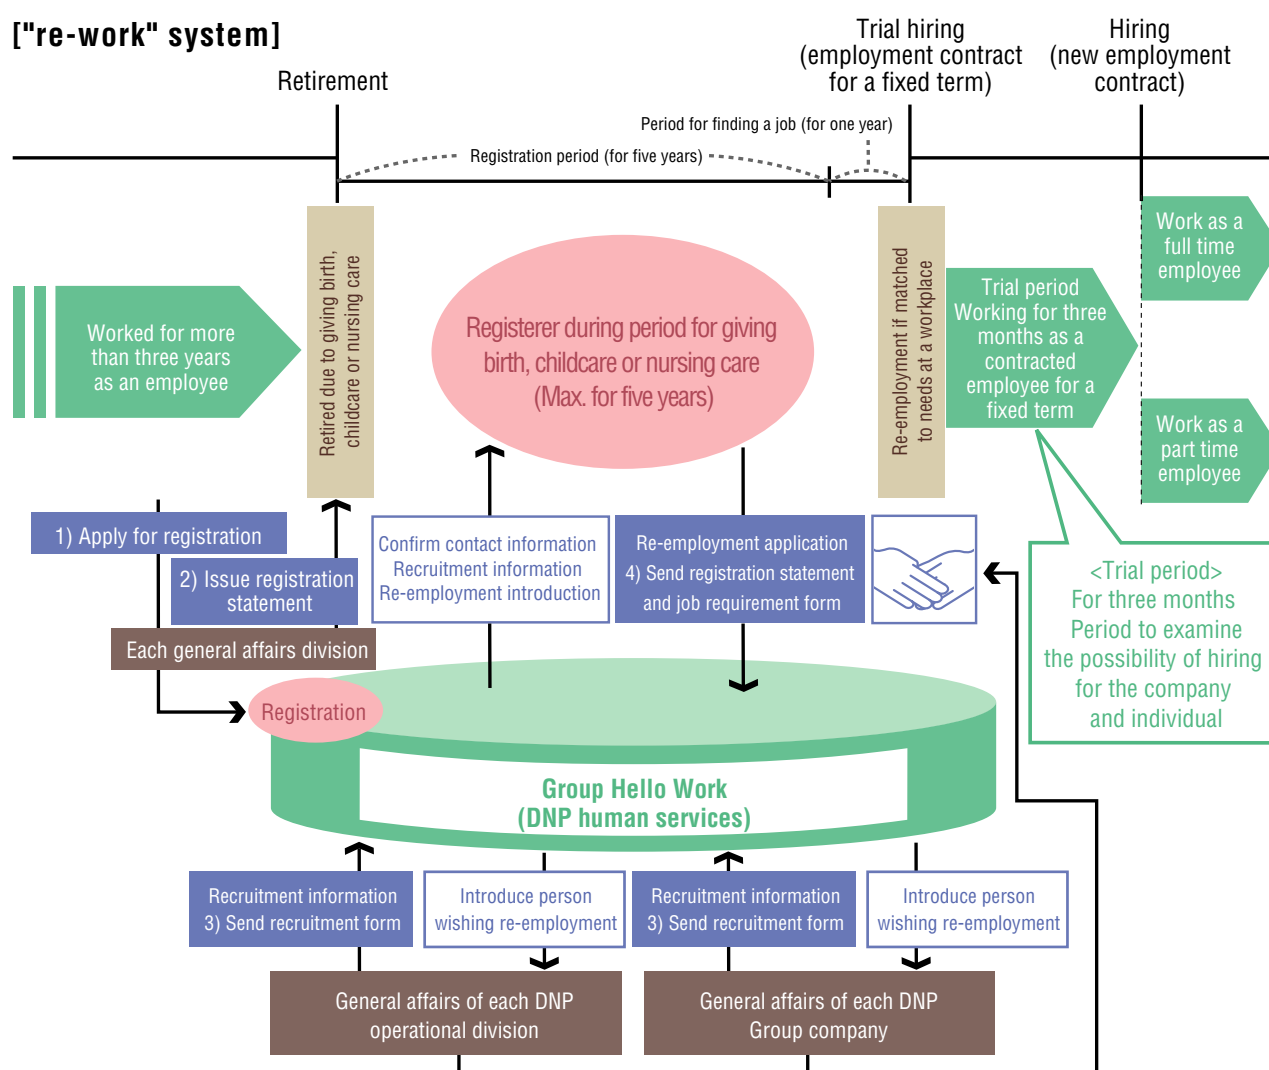 ["re-work" system]
Retirement
Trial hiring
(employment contract
for a fixed term)
Hiring
(new employment
contract)
Period for finding a job (for one year)
Registration period (for five years)
Worked for more
than three years
as an employee
Retired due to giving birth,
childcare or nursing care
Registerer during period for giving
birth, childcare or nursing care
(Max. for five years)
Re-employment if matched
to needs at a workplace
Trial period
Working for three
months as a
contracted
employee for a
fixed term
Work as a
full time
employee
Work as a
part time
employee
1) Apply for registration
2) Issue registration
statement
Each general affairs division
Confirm contact information
Recruitment information
Re-employment introduction
Re-employment application
4) Send registration statement
and job requirement form
<Trial period>
For three months
Period to examine
the possibility of hiring
for the company
and individual
Registration
Group Hello Work
(DNP human services)
Recruitment information
3) Send recruitment form
Introduce person
wishing re-employment
Recruitment information
3) Send recruitment form
Introduce person
wishing re-employment
General affairs of each DNP
operational division
General affairs of each DNP
Group company